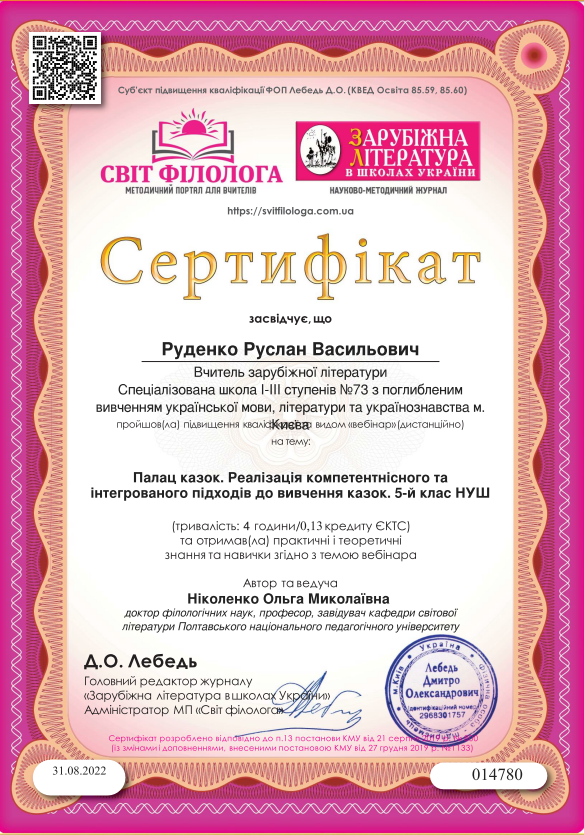 Суб'єкт підвищення кваліфікації ФОП Лебедь Д.О. (КВЕД Освіта 85.59, 85.60)
СВІТ ФІЛОЛОГА
МЕТОДИЧНИЙ ПОРТАЛ ДЛЯ ВЧИТЕЛІВ
ЗАРУБІЖНА
ЛІТЕРАТУРА
В ШКОЛАХ УКРАЇНИ
НАУКОВО-МЕТОДИЧНИЙ ЖУРНАЛ
https://svitfilologa.com.ua
Сертифікат
засвідчує, що
Руденко Руслан Васильович
Вчитель зарубіжної літератури
Спеціалізована школа І-ІІІ ступенів №73 з поглибленим
вивченням української мови, літератури та українознавства м.
Києва
пройшов(ла) підвищення кваліфікації за видом «вебінар» (дистанційно)
на тему:
Палац казок. Реалізація компетентнісного та
інтегрованого підходів до вивчення казок. 5-й клас НУШ
(тривалість: 4 години/0,13 кредиту ЄКТС)
та отримав(ла) практичні і теоретичні
знання та навички згідно з темою вебінара
Автор та ведуча
Ніколенко Ольга Миколаївна
доктор філологічних наук, професор, завідувач кафедри світової
літератури Полтавського національного педагогічного університету
Д.О. Лебедь
Головний редактор журналу
«Зарубіжна література в школах України»
Адміністратор МП «Світ філолога»
Україна
м.Київ
фізична особа
підприємець
Лебедь
Дмитро
Олександрович
ідентифікаційний номер
2968301757
Сертифікат розроблено відповідно до п.13 постанови КМУ від 21 серпня
(із змінами і доповненнями, внесеними постановою КМУ від 27 грудня 2019 р. №1133)
31.08.2022
014780